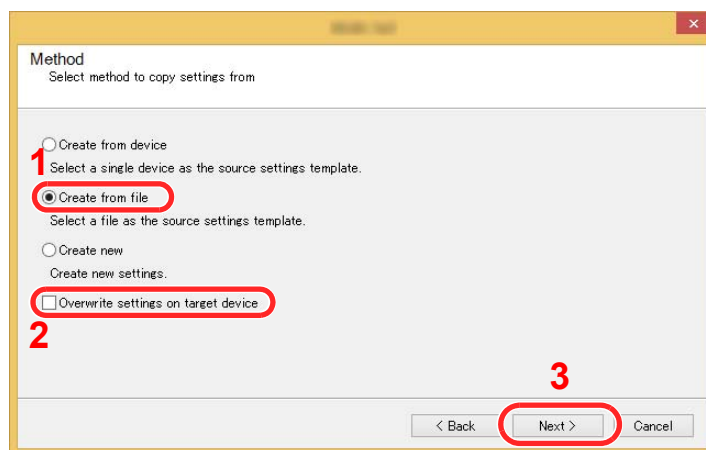 Method
Select method to copy settings from
Create from device
1
Select a single device as the source settings template.
Create from file
Select a file as the source settings template.
Create new
Create new settings.
Overwrite settings on target device
2
3
< Back Next > Cancel